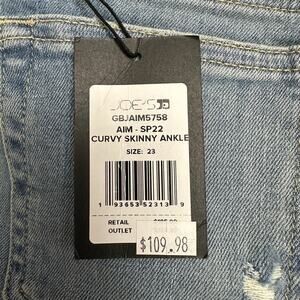 JOE'S
GBJAIM5758
AIM - SP22
CURVY SKINNY ANKLE
SIZE: 23
1 93653 52313 9
RETAIL
OUTLET
$109.98